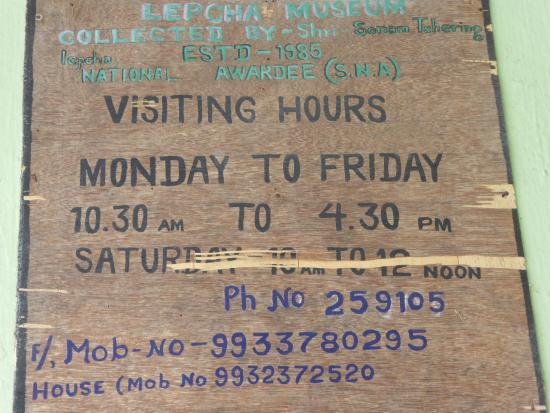 LEPCHA MUSEUM
COLLECTED BY - Shri - Sonam Tshering
lepcha ESTD - 1985
NATIONAL AWARDEE (S.N.A)
VISITING HOURS
MONDAY TO FRIDAY
10.30 AM TO 4.30 PM
SATURDAY - 10 AM TO 12 NOON
Ph No 259105
F/, Mob-No - 9933780295
HOUSE (Mob No 9932372520